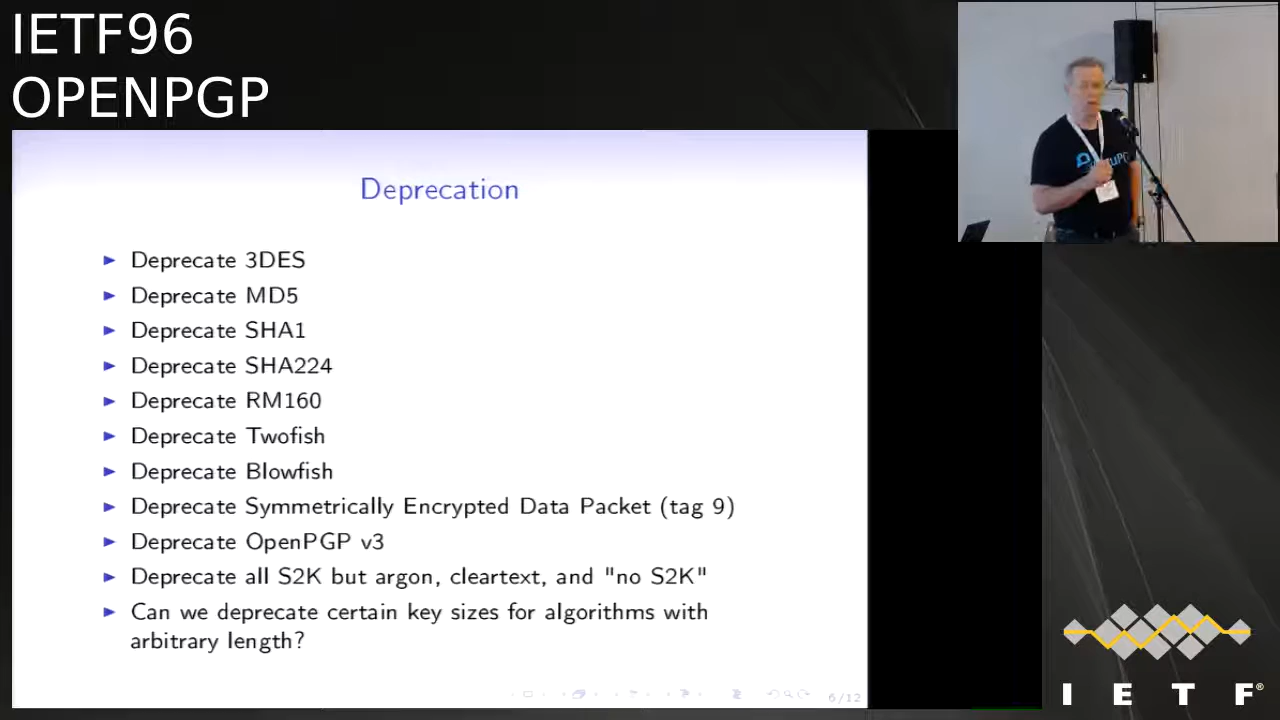 IETF96
OPENPGP
Deprecation
Deprecate 3DES
Deprecate MD5
Deprecate SHA1
Deprecate SHA224
Deprecate RM160
Deprecate Twofish
Deprecate Blowfish
Deprecate Symmetrically Encrypted Data Packet (tag 9)
Deprecate OpenPGP v3
Deprecate all S2K but argon, cleartext, and "no S2K"
Can we deprecate certain key sizes for algorithms with
arbitrary length?
6/12
I E T F®